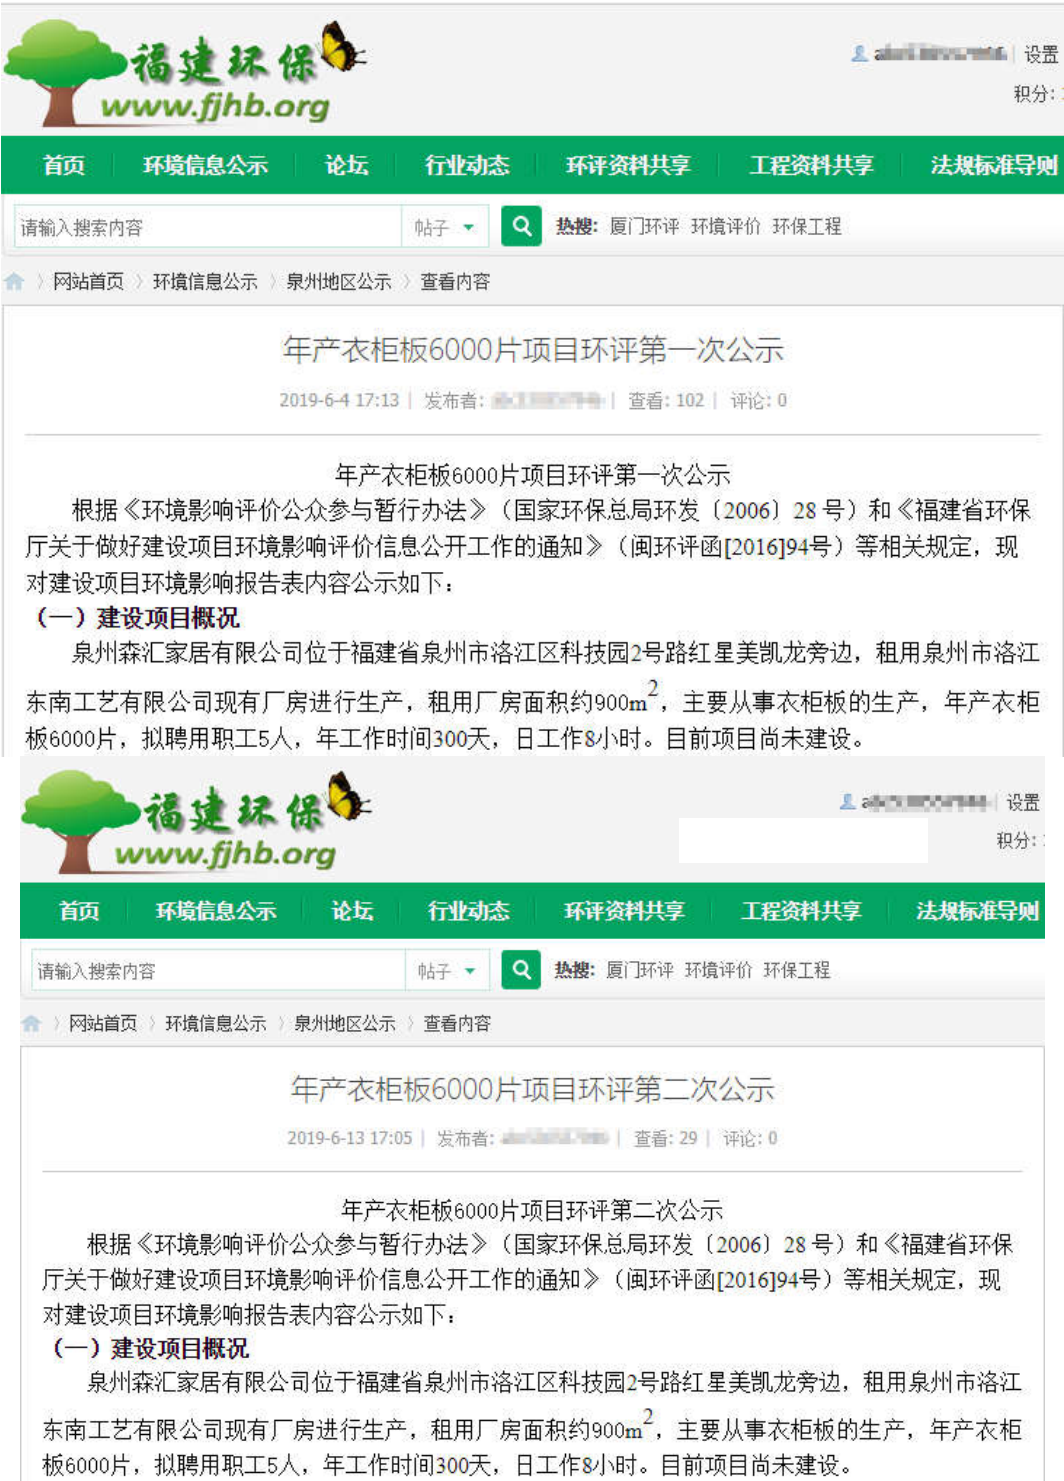 福建环保
www.fjhb.org
设置
积分:
首页 环境信息公示 论坛 行业动态 环评资料共享 工程资料共享 法规标准导则
请输入搜索内容 帖子 热搜: 厦门环评 环境评价 环保工程
网站首页 〉 环境信息公示 〉 泉州地区公示 〉 查看内容
年产衣柜板6000片项目环评第一次公示
2019-6-4 17:13 | 发布者: | 查看: 102 | 评论: 0
年产衣柜板6000片项目环评第一次公示
根据《环境影响评价公众参与暂行办法》（国家环保总局环发〔2006〕28 号）和《福建省环保
厅关于做好建设项目环境影响评价信息公开工作的通知》（闽环评函[2016]94号）等相关规定，现
对建设项目环境影响报告表内容公示如下：
（一）建设项目概况
泉州森汇家居有限公司位于福建省泉州市洛江区科技园2号路红星美凯龙旁边，租用泉州市洛江
东南工艺有限公司现有厂房进行生产，租用厂房面积约900m²，主要从事衣柜板的生产，年产衣柜
板6000片，拟聘用职工5人，年工作时间300天，日工作8小时。目前项目尚未建设。
福建环保
www.fjhb.org
设置
积分:
首页 环境信息公示 论坛 行业动态 环评资料共享 工程资料共享 法规标准导则
请输入搜索内容 帖子 热搜: 厦门环评 环境评价 环保工程
网站首页 〉 环境信息公示 〉 泉州地区公示 〉 查看内容
年产衣柜板6000片项目环评第二次公示
2019-6-13 17:05 | 发布者: | 查看: 29 | 评论: 0
年产衣柜板6000片项目环评第二次公示
根据《环境影响评价公众参与暂行办法》（国家环保总局环发〔2006〕28 号）和《福建省环保
厅关于做好建设项目环境影响评价信息公开工作的通知》（闽环评函[2016]94号）等相关规定，现
对建设项目环境影响报告表内容公示如下：
（一）建设项目概况
泉州森汇家居有限公司位于福建省泉州市洛江区科技园2号路红星美凯龙旁边，租用泉州市洛江
东南工艺有限公司现有厂房进行生产，租用厂房面积约900m²，主要从事衣柜板的生产，年产衣柜
板6000片，拟聘用职工5人，年工作时间300天，日工作8小时。目前项目尚未建设。